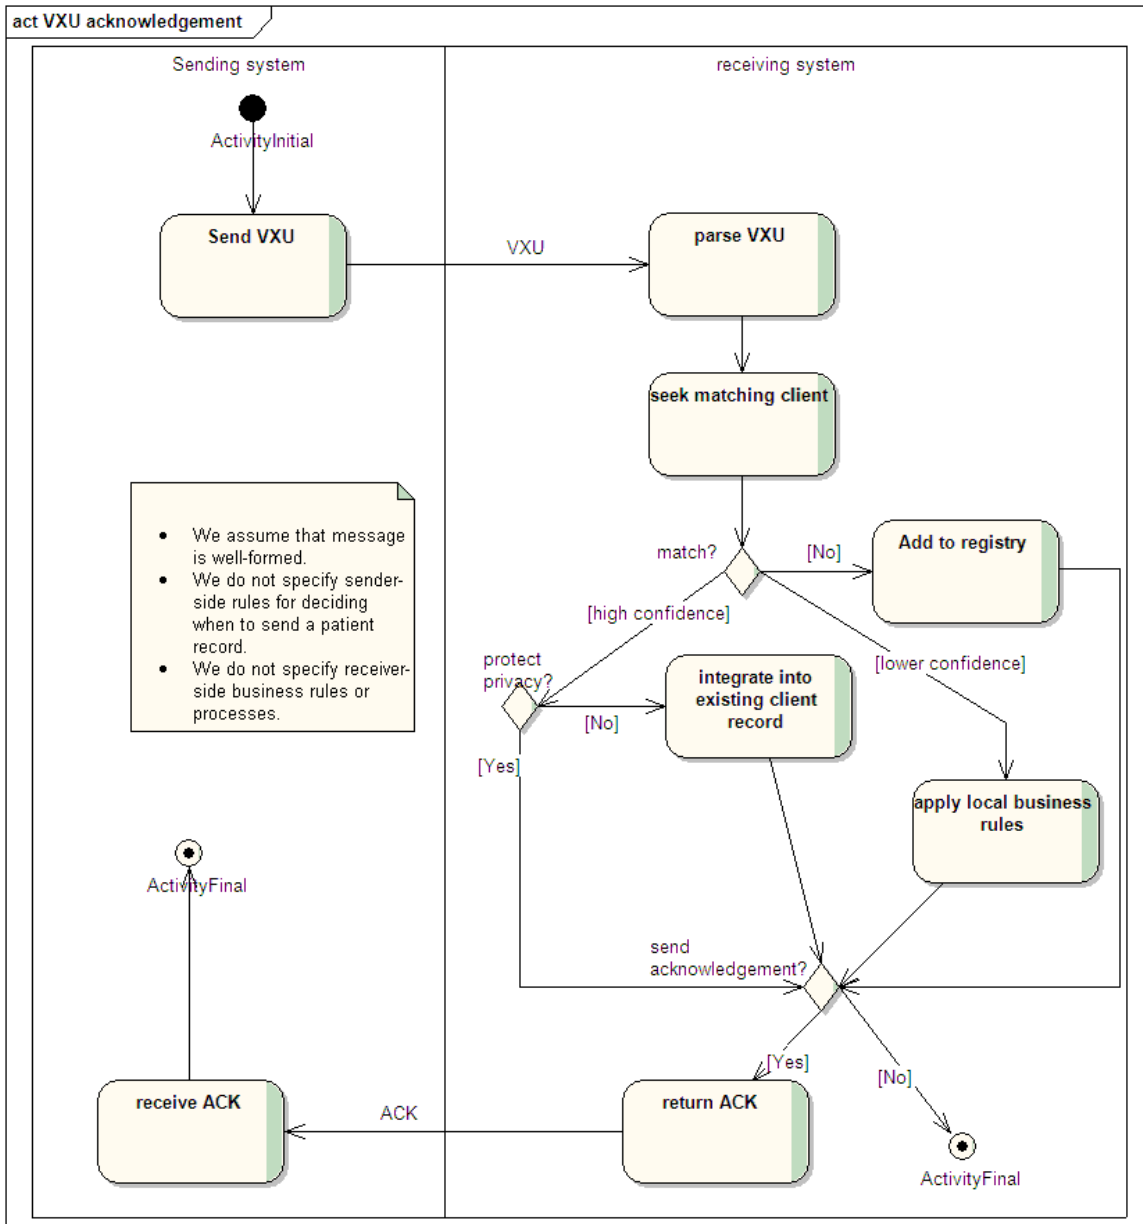 act VXU acknowledgement
Sending system
receiving system
ActivityInitial
Send VXU
VXU
parse VXU
seek matching client
• We assume that message
is well-formed.
• We do not specify sender-
side rules for deciding
when to send a patient
record.
• We do not specify receiver-
side business rules or
processes.
match?
[No]
Add to registry
[high confidence]
[lower confidence]
protect
privacy?
[No]
integrate into
existing client
record
[Yes]
apply local business
rules
ActivityFinal
send
acknowledgement?
[Yes]
[No]
receive ACK
ACK
return ACK
ActivityFinal